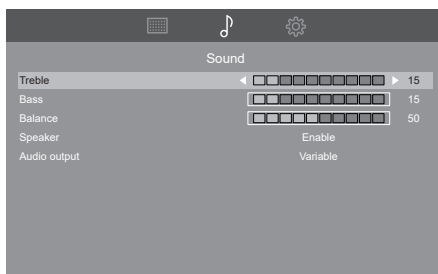 Sound
Treble 15
Bass 15
Balance 50
Speaker Enable
Audio output Variable